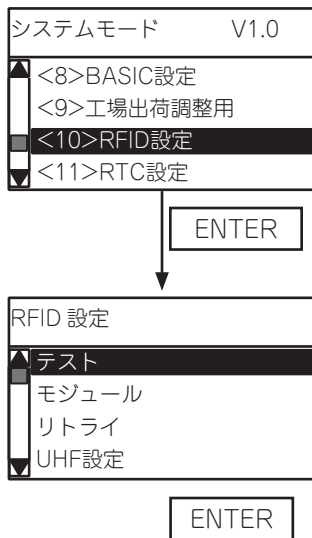 システムモード V1.0
<8>BASIC設定
<9>工場出荷調整用
<10>RFID設定
<11>RTC設定
ENTER
RFID 設定
テスト
モジュール
リトライ
UHF設定
ENTER